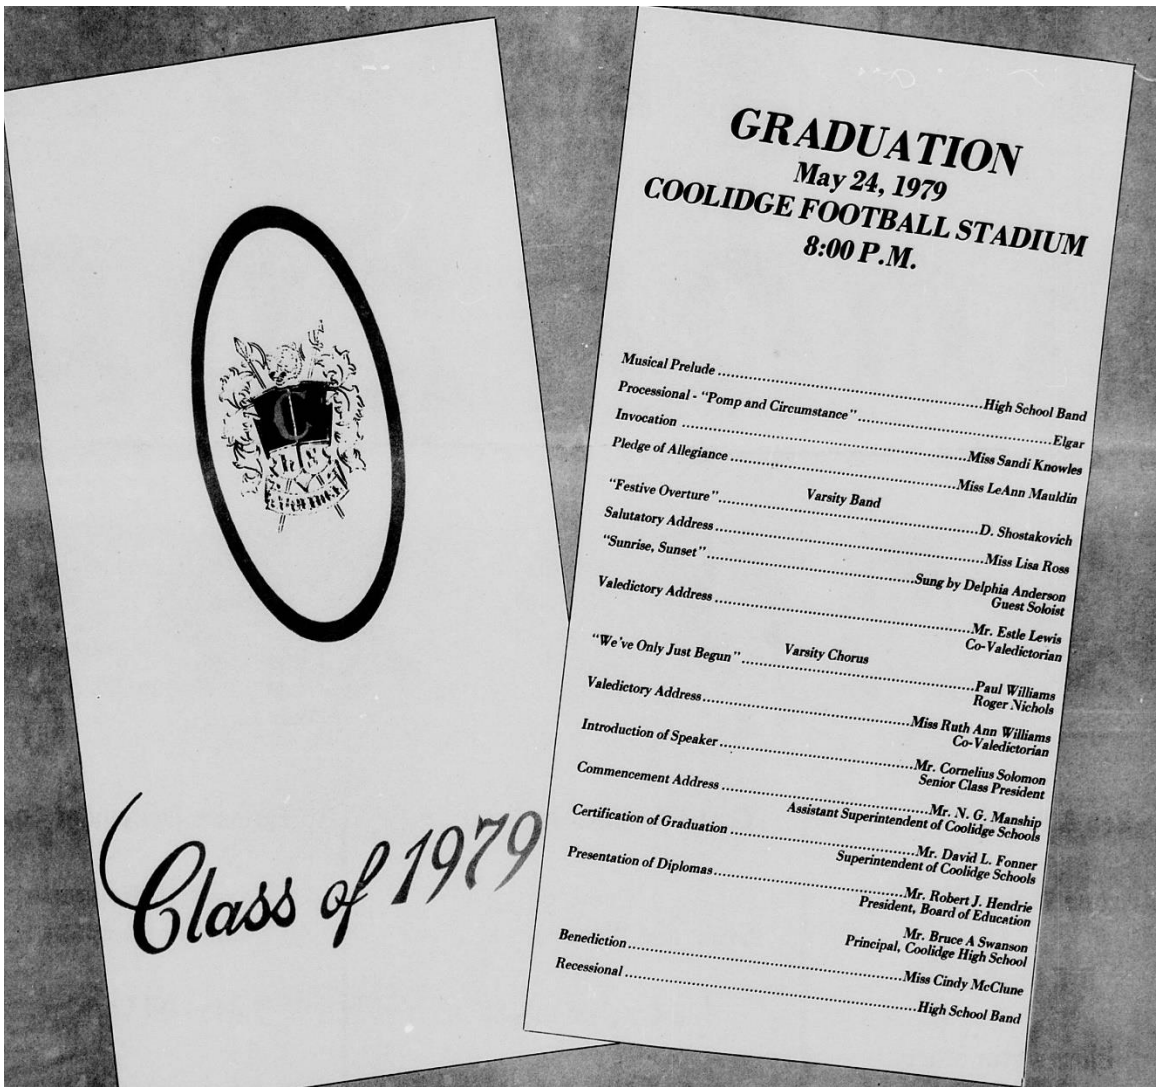 C
CHS
COOLIDGE
Class of 1979
GRADUATION
May 24, 1979
COOLIDGE FOOTBALL STADIUM
8:00 P.M.
Musical Prelude ........ High School Band
Processional - "Pomp and Circumstance" ........ Elgar
Invocation ........ Miss Sandi Knowles
Pledge of Allegiance ........ Miss LeAnn Mauldin
Varsity Band
"Festive Overture" ........ D. Shostakovich
Salutatory Address ........ Miss Lisa Ross
"Sunrise, Sunset" ........ Sung by Delphia Anderson
Guest Soloist
Valedictory Address ........ Mr. Estle Lewis
Co-Valedictorian
Varsity Chorus
"We've Only Just Begun" ........ Paul Williams
Roger Nichols
Valedictory Address ........ Miss Ruth Ann Williams
Co-Valedictorian
Introduction of Speaker ........ Mr. Cornelius Solomon
Senior Class President
Commencement Address ........ Mr. N. G. Manship
Assistant Superintendent of Coolidge Schools
Certification of Graduation ........ Mr. David L. Fonner
Superintendent of Coolidge Schools
Presentation of Diplomas ........ Mr. Robert J. Hendrie
President, Board of Education
Mr. Bruce A Swanson
Principal, Coolidge High School
Benediction ........ Miss Cindy McClune
Recessional ........ High School Band